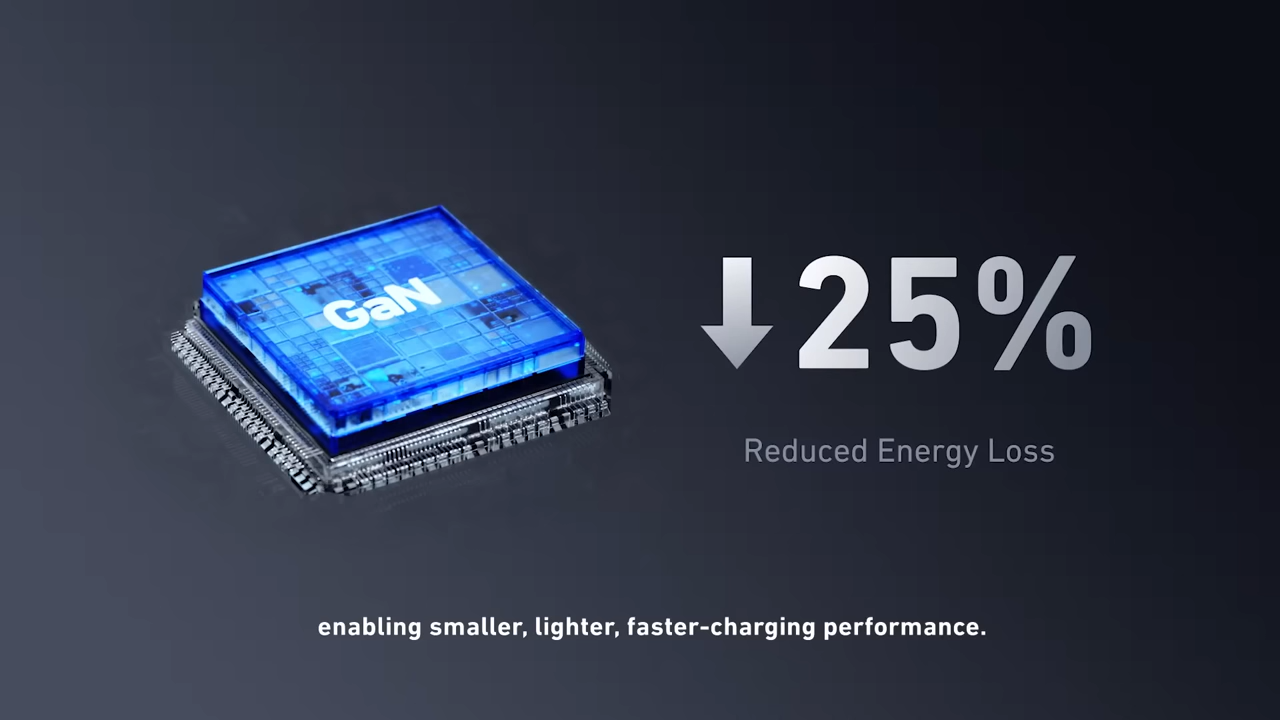 GaN
↓25%
Reduced Energy Loss
enabling smaller, lighter, faster-charging performance.